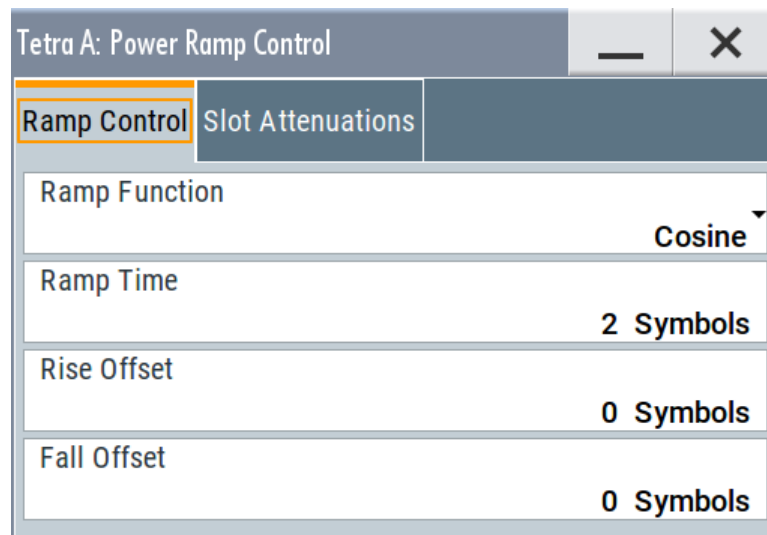 Tetra A: Power Ramp Control
Ramp Control Slot Attenuations
Ramp Function
Cosine
Ramp Time
2 Symbols
Rise Offset
0 Symbols
Fall Offset
0 Symbols